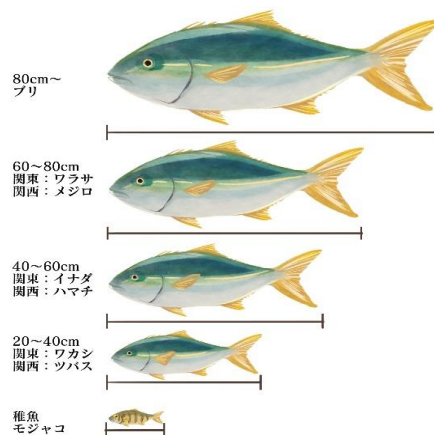 80cm～
ブリ
60～80cm
関東：ワラサ
関西：メジロ
40～60cm
関東：イナダ
関西：ハマチ
20～40cm
関東：ワカシ
関西：ツバス
稚魚
モジャコ